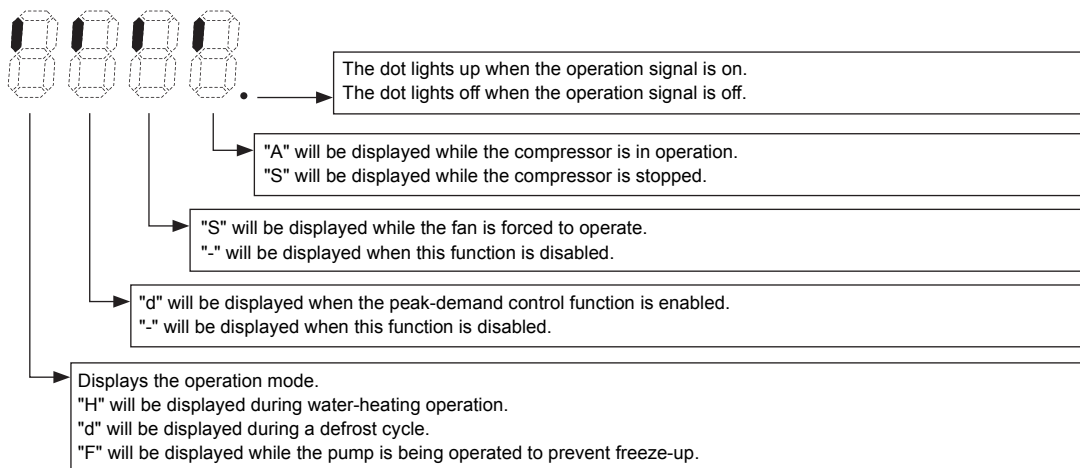 The dot lights up when the operation signal is on.
The dot lights off when the operation signal is off.
"A" will be displayed while the compressor is in operation.
"S" will be displayed while the compressor is stopped.
"S" will be displayed while the fan is forced to operate.
"-" will be displayed when this function is disabled.
"d" will be displayed when the peak-demand control function is enabled.
"-" will be displayed when this function is disabled.
Displays the operation mode.
"H" will be displayed during water-heating operation.
"d" will be displayed during a defrost cycle.
"F" will be displayed while the pump is being operated to prevent freeze-up.